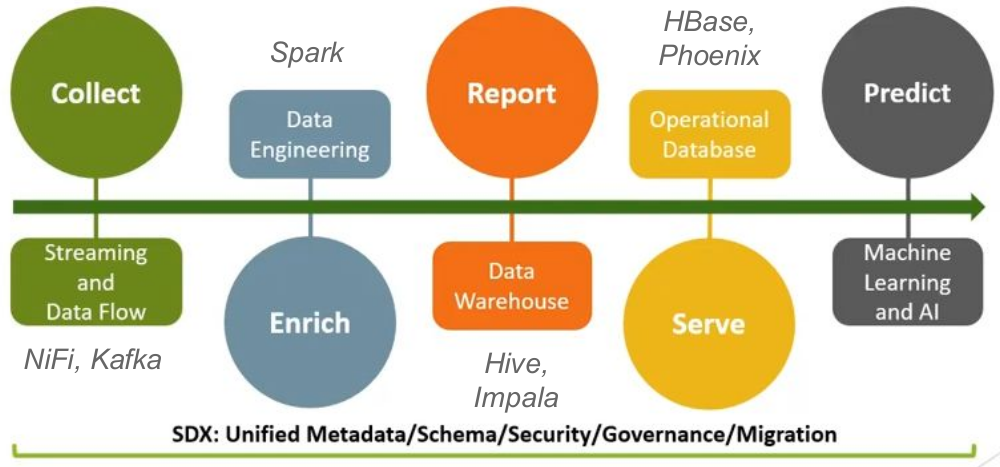 Collect
Streaming
and
Data Flow
NiFi, Kafka
Spark
Data
Engineering
Enrich
Report
Data
Warehouse
Hive,
Impala
HBase,
Phoenix
Operational
Database
Serve
Predict
Machine
Learning
and AI
SDX: Unified Metadata/Schema/Security/Governance/Migration